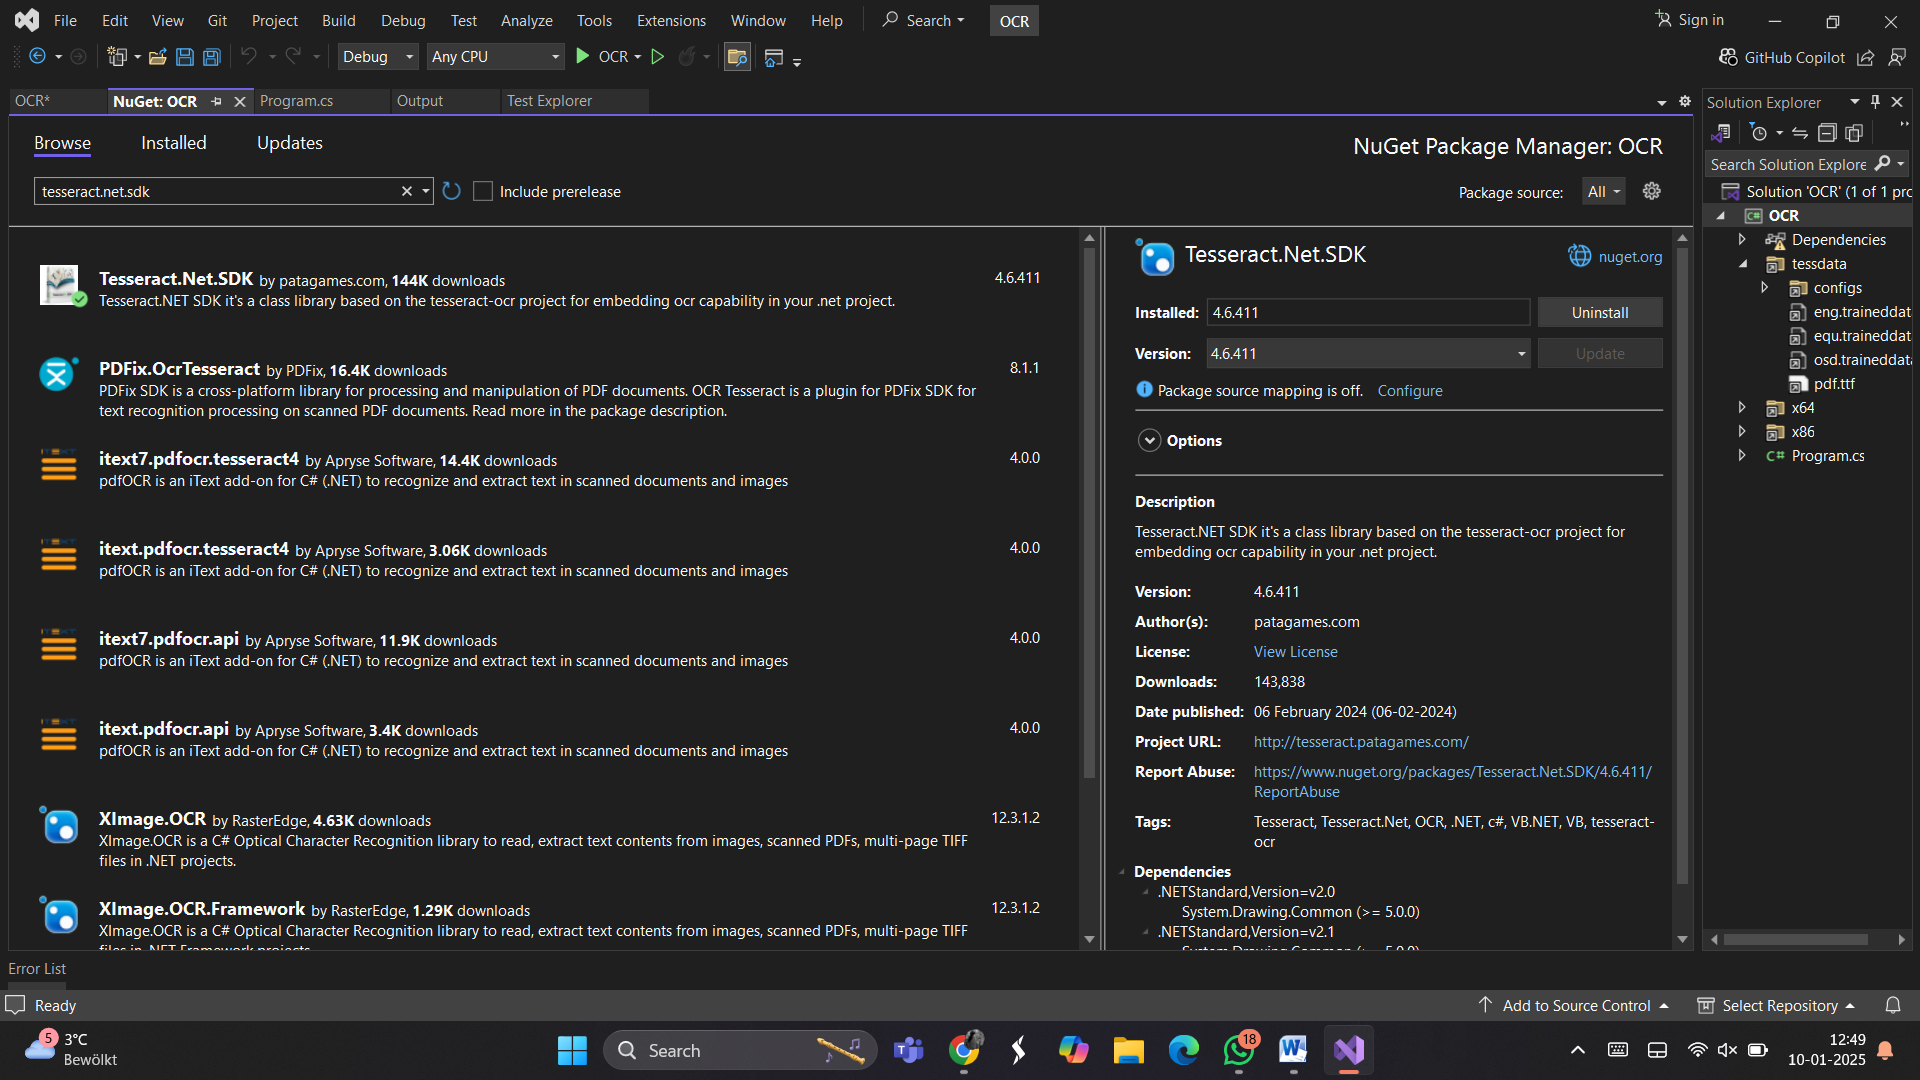 File Edit View Git Project Build Debug Test Analyze Tools Extensions Window Help Search OCR Sign in
Debug Any CPU OCR GitHub Copilot
OCR* NuGet: OCR Program.cs Output Test Explorer
Browse Installed Updates
NuGet Package Manager: OCR
tesseract.net.sdk Include prerelease
Package source: All
Tesseract.Net.SDK by patagames.com, 144K downloads 4.6.411
Tesseract.NET SDK it's a class library based on the tesseract-ocr project for embedding ocr capability in your .net project.
PDFix.OcrTesseract by PDFix, 16.4K downloads 8.1.1
PDFix SDK is a cross-platform library for processing and manipulation of PDF documents. OCR Tesseract is a plugin for PDFix SDK for
text recognition processing on scanned PDF documents. Read more in the package description.
itext7.pdfocr.tesseract4 by Apryse Software, 14.4K downloads 4.0.0
pdfOCR is an iText add-on for C# (.NET) to recognize and extract text in scanned documents and images
itext.pdfocr.tesseract4 by Apryse Software, 3.06K downloads 4.0.0
pdfOCR is an iText add-on for C# (.NET) to recognize and extract text in scanned documents and images
itext7.pdfocr.api by Apryse Software, 11.9K downloads 4.0.0
pdfOCR is an iText add-on for C# (.NET) to recognize and extract text in scanned documents and images
itext.pdfocr.api by Apryse Software, 3.4K downloads 4.0.0
pdfOCR is an iText add-on for C# (.NET) to recognize and extract text in scanned documents and images
XImage.OCR by RasterEdge, 4.63K downloads 12.3.1.2
XImage.OCR is a C# Optical Character Recognition library to read, extract text contents from images, scanned PDFs, multi-page TIFF
files in .NET projects.
XImage.OCR.Framework by RasterEdge, 1.29K downloads 12.3.1.2
XImage.OCR is a C# Optical Character Recognition library to read, extract text contents from images, scanned PDFs, multi-page TIFF
files in .NET Framework projects.
Tesseract.Net.SDK nuget.org
Installed: 4.6.411 Uninstall
Version: 4.6.411 Update
Package source mapping is off. Configure
Options
Description
Tesseract.NET SDK it's a class library based on the tesseract-ocr project for
embedding ocr capability in your .net project.
Version: 4.6.411
Author(s): patagames.com
License: View License
Downloads: 143,838
Date published: 06 February 2024 (06-02-2024)
Project URL: http://tesseract.patagames.com/
Report Abuse: https://www.nuget.org/packages/Tesseract.Net.SDK/4.6.411/
ReportAbuse
Tags: Tesseract, Tesseract.Net, OCR, .NET, c#, VB.NET, VB, tesseract-
ocr
Dependencies
.NETStandard,Version=v2.0
System.Drawing.Common (>= 5.0.0)
.NETStandard,Version=v2.1
System.Drawing.Common (>= 5.0.0)
Solution Explorer
Search Solution Explore
Solution 'OCR' (1 of 1 pro
OCR
Dependencies
tessdata
configs
eng.traineddat
equ.traineddat
osd.traineddata
pdf.ttf
x64
x86
Program.cs
Error List
Ready Add to Source Control Select Repository
5 3°C
Bewölkt
Search
18
12:49
10-01-2025